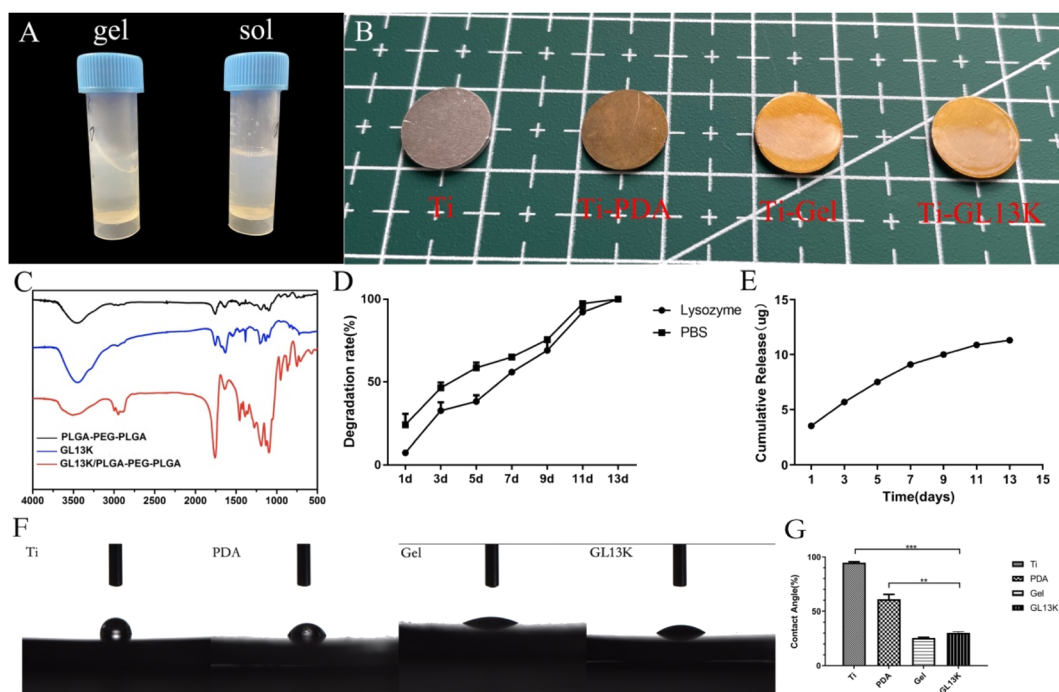 A
gel
sol
B
Ti
Ti-PDA
Ti-Gel
Ti-GL13K
C
PLGA-PEG-PLGA
GL13K
GL13K/PLGA-PEG-PLGA
4000 3500 3000 2500 2000 1500 1000 500
D
Degradation rate(%)
100
50
0
1d 3d 5d 7d 9d 11d 13d
Lysozyme
PBS
E
Cumulative Release(ug)
15
10
5
0
1 3 5 7 9 11 13 15
Time(days)
F
Ti
PDA
Gel
GL13K
G
Contact Angle(%)
100
50
0
***
**
Ti
PDA
Gel
GL13K
Ti
PDA
Gel
GL13K